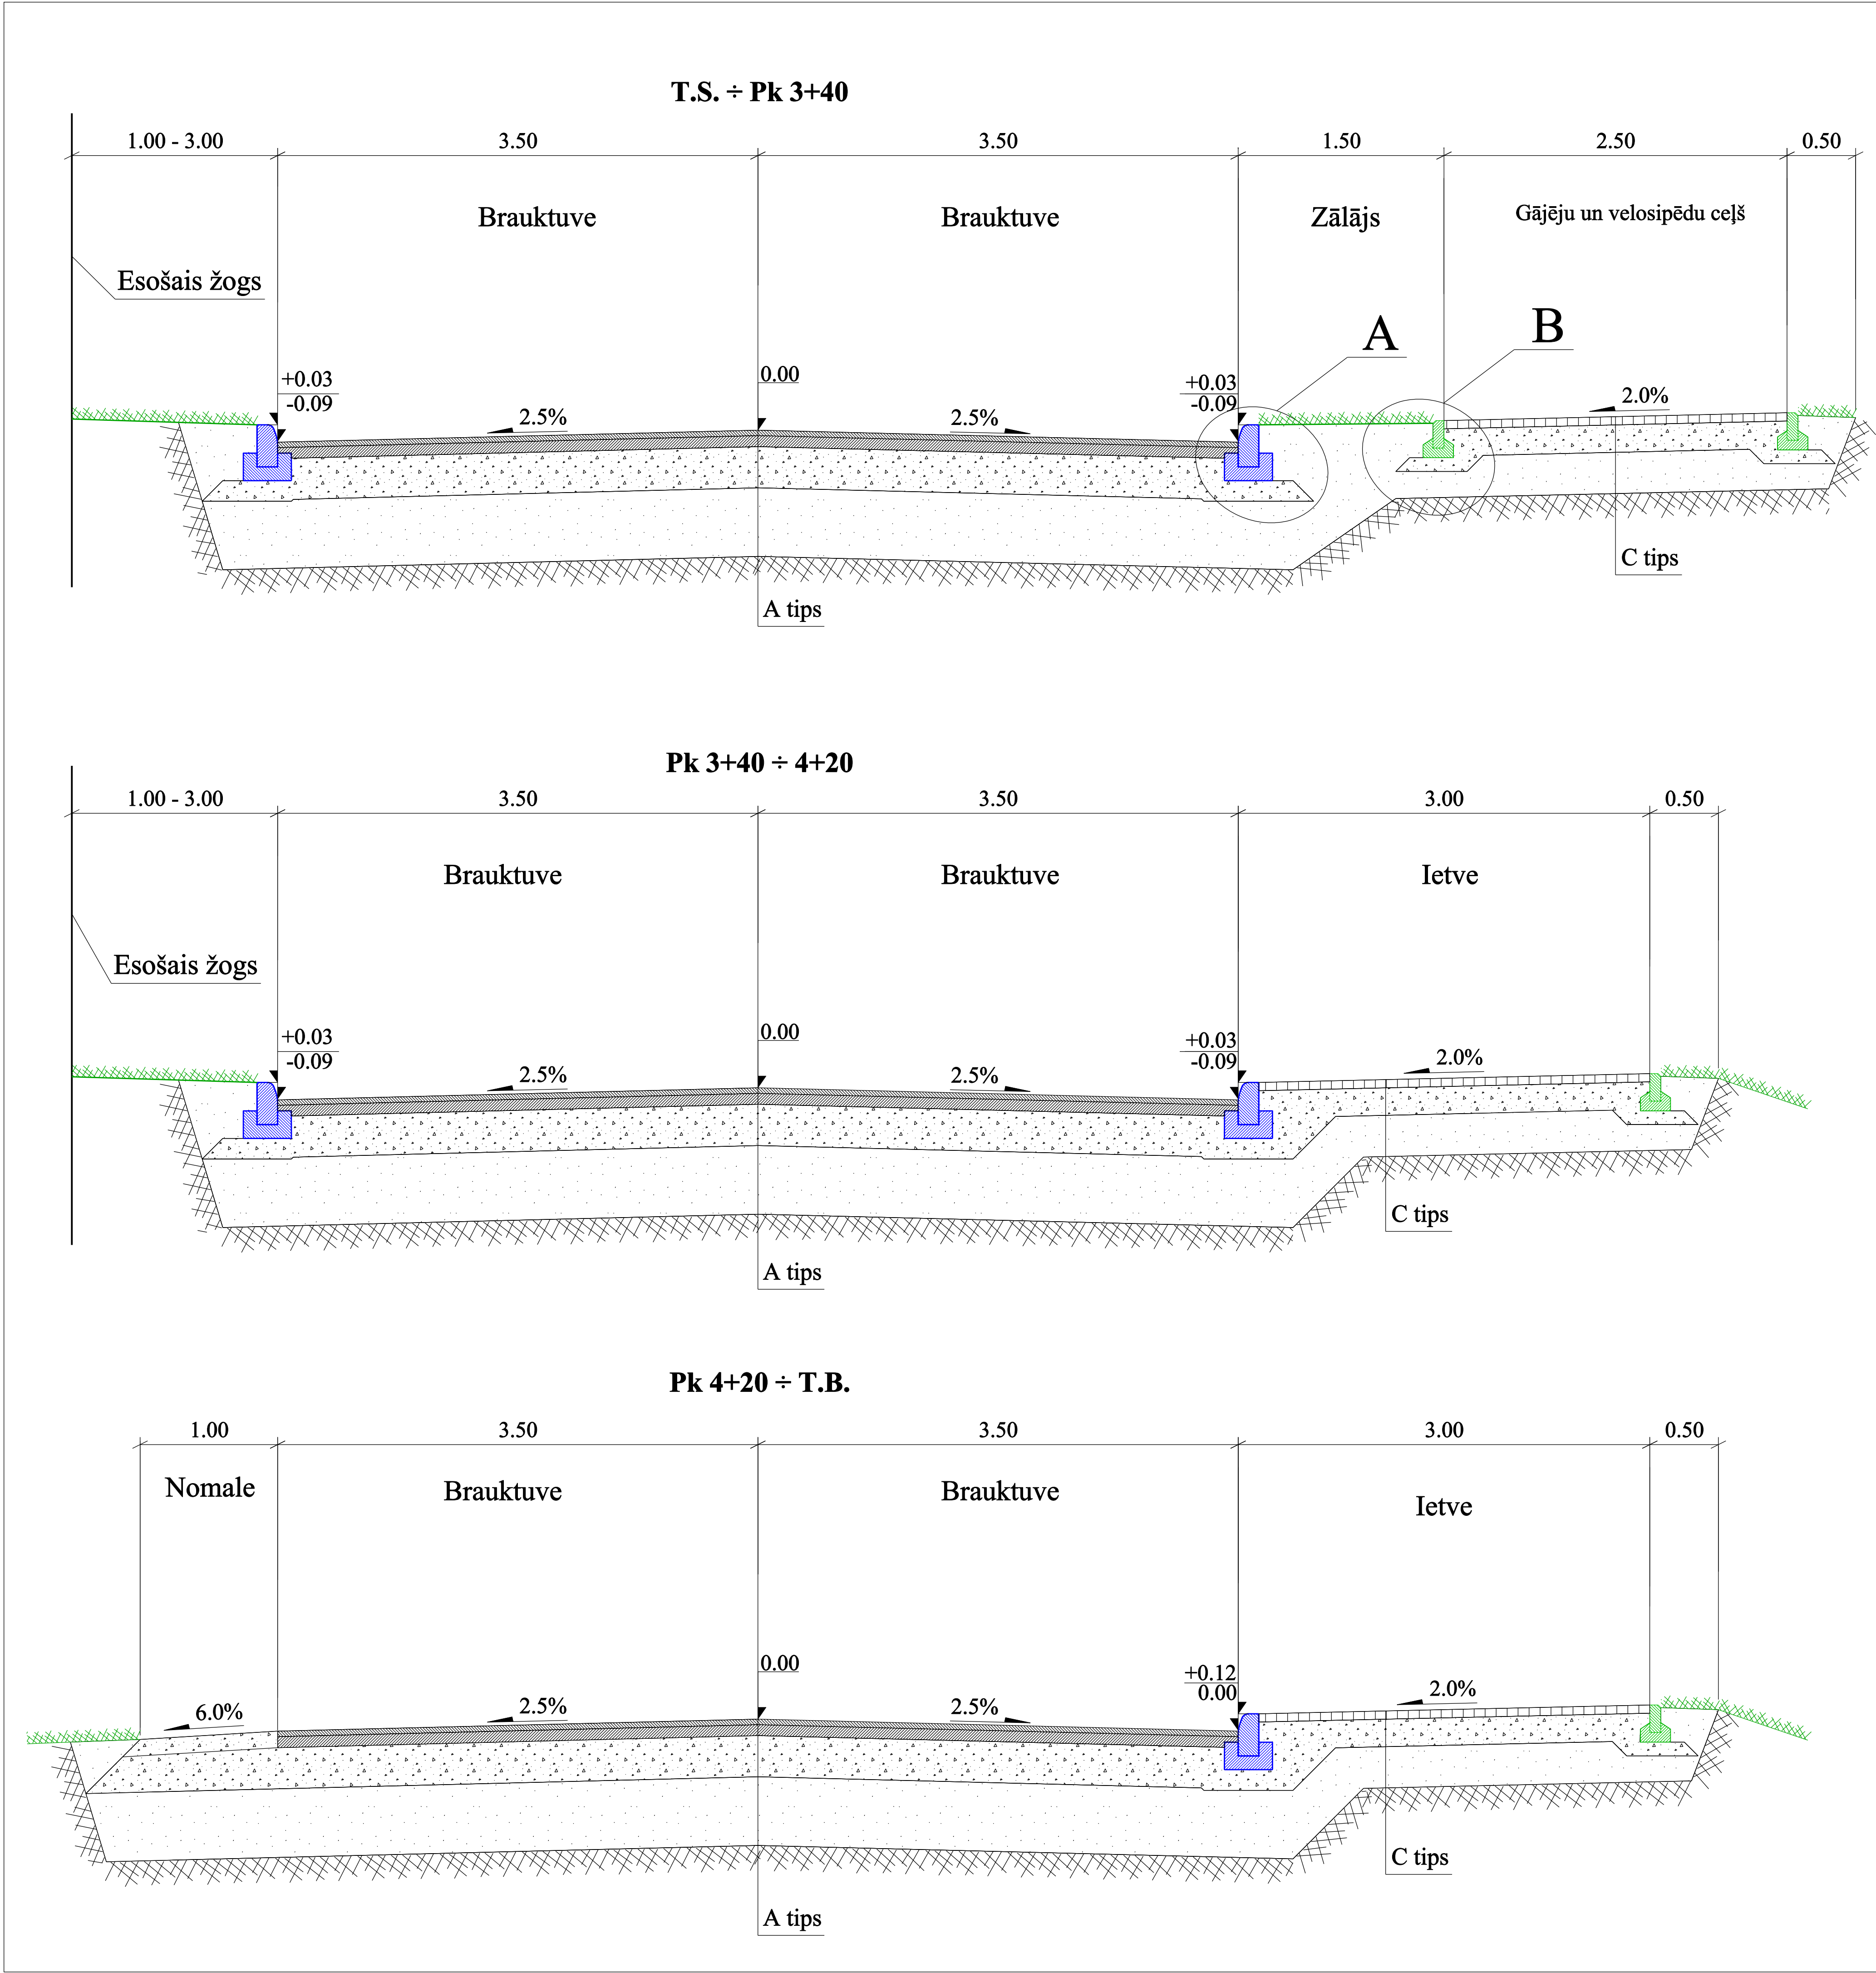 T.S. ÷ Pk 3+40
1.00 - 3.00 3.50 3.50 1.50 2.50 0.50
Brauktuve Brauktuve Zālājs Gājēju un velosipēdu ceļš
Esošais žogs
A B
+0.03 0.00 +0.03
-0.09 -0.09
2.5% 2.5% 2.0%
C tips
A tips
Pk 3+40 ÷ 4+20
1.00 - 3.00 3.50 3.50 3.00 0.50
Brauktuve Brauktuve Ietve
Esošais žogs
+0.03 0.00 +0.03
-0.09 -0.09
2.5% 2.5% 2.0%
C tips
A tips
Pk 4+20 ÷ T.B.
1.00 3.50 3.50 3.00 0.50
Nomale Brauktuve Brauktuve Ietve
0.00 +0.12
0.00
6.0% 2.5% 2.5% 2.0%
C tips
A tips